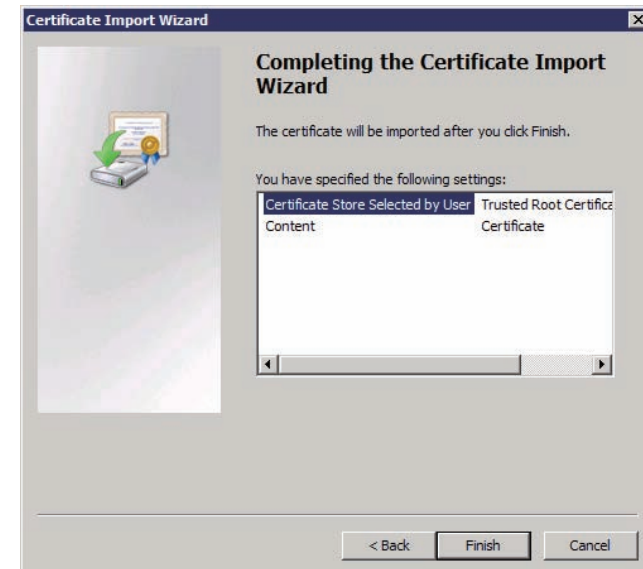 Certificate Import Wizard
Completing the Certificate Import
Wizard
The certificate will be imported after you click Finish.
You have specified the following settings:
Certificate Store Selected by User Trusted Root Certifica
Content Certificate
< Back Finish Cancel